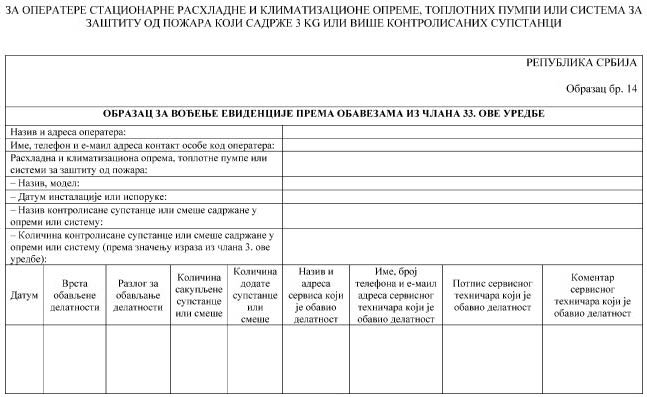 ЗА ОПЕРАТЕРЕ СТАЦИОНАРНЕ РАСХЛАДНЕ И КЛИМАТИЗАЦИОНЕ ОПРЕМЕ, ТОПЛОТНИХ ПУМПИ ИЛИ СИСТЕМА ЗА
ЗАШТИТУ ОД ПОЖАРА КОЈИ САДРЖЕ 3 KG ИЛИ ВИШЕ КОНТРОЛИСАНИХ СУПСТАНЦИ
РЕПУБЛИКА СРБИЈА
Образац бр. 14
ОБРАЗАЦ ЗА ВОЂЕЊЕ ЕВИДЕНЦИЈЕ ПРЕМА ОБАВЕЗАМА ИЗ ЧЛАНА 33. ОВЕ УРЕДБЕ
Назив и адреса оператера:
Име, телефон и е-маил адреса контакт особе код оператера:
Расхладна и климатизациона опрема, топлотне пумпе или
системи за заштиту од пожара:
– Назив, модел:
– Датум инсталације или испоруке:
– Назив контролисане супстанце или смеше садржане у
опреми или систему:
– Количина контролисане супстанце или смеше садржане у
опреми или систему (према значењу израза из члана 3. ове
уредбе):
Датум
Врста
обављене
делатности
Разлог за
обављање
делатности
Количина
сакупљене
супстанце
или смеше
Количина
додате
супстанце
или
смеше
Назив и
адреса
сервиса који
је обавио
делатност
Име, број
телефона и е-маил
адреса сервисног
техничара који је
обавио делатност
Потпис сервисног
техничара који је
обавио делатност
Коментар
сервисног
техничара који је
обавио делатност